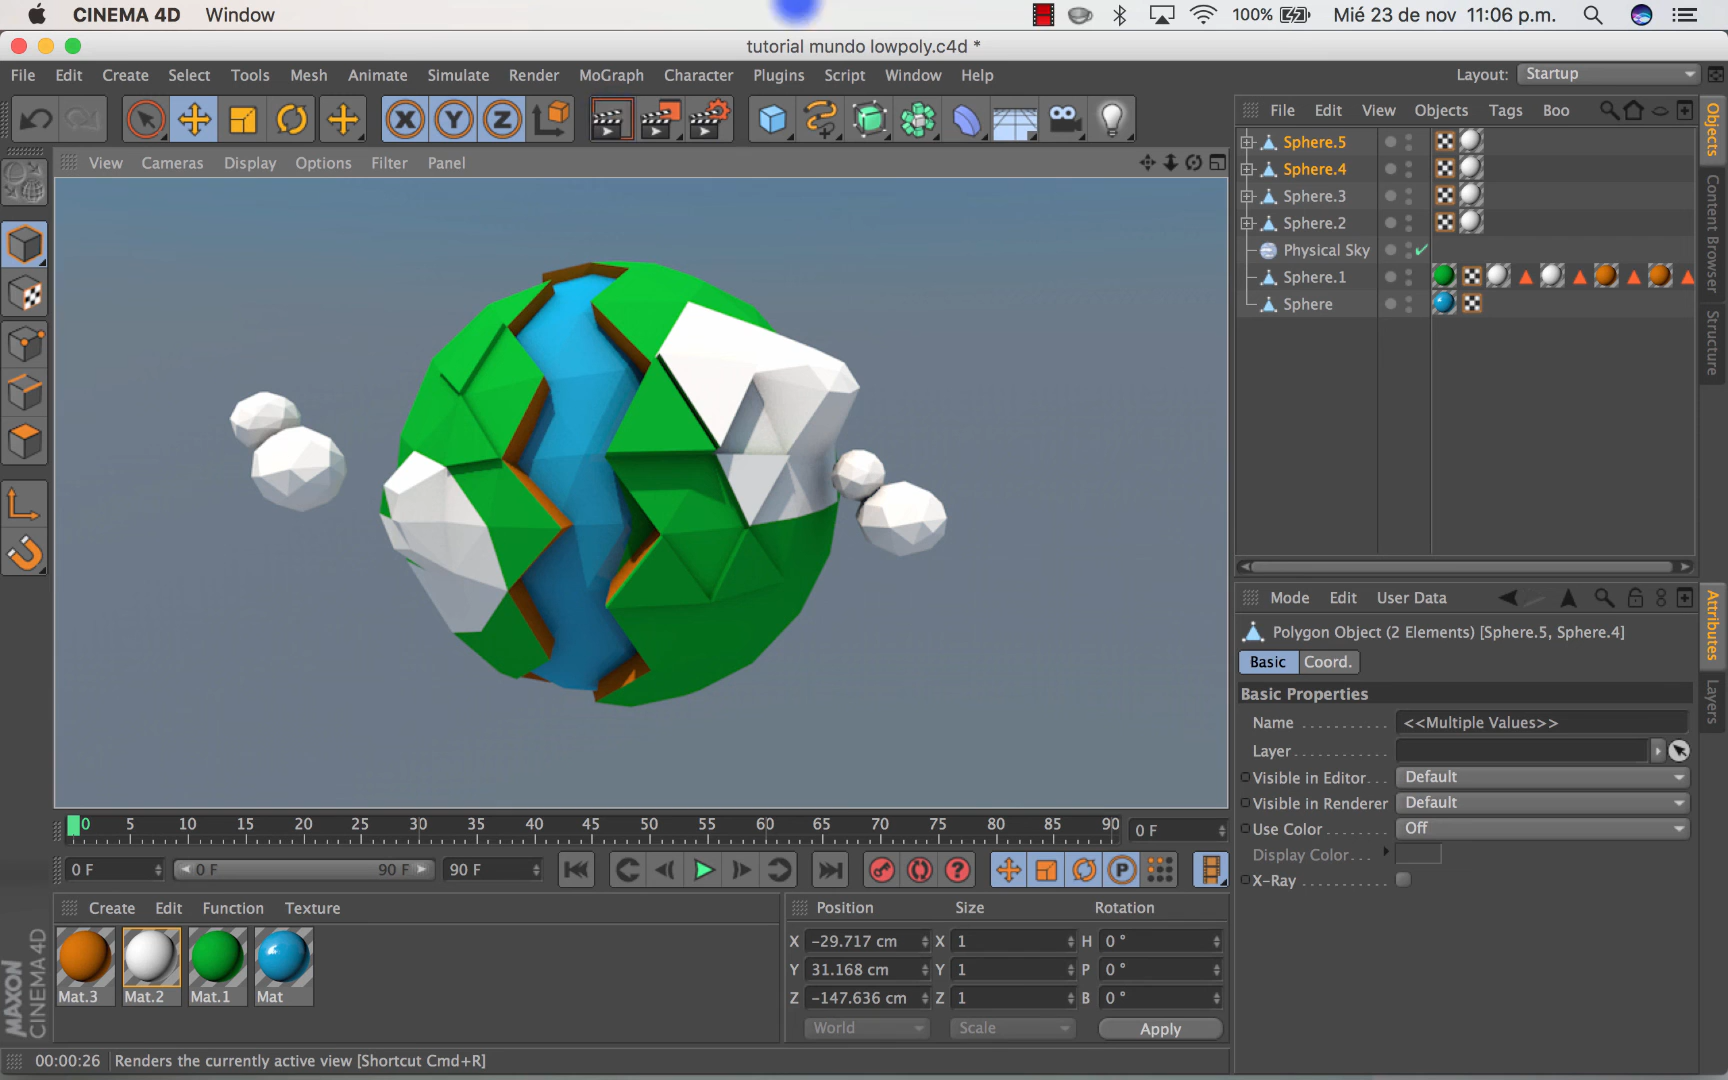 CINEMA 4D Window 100% Mié 23 de nov 11:06 p.m.
tutorial mundo lowpoly.c4d *
File Edit Create Select Tools Mesh Animate Simulate Render MoGraph Character Plugins Script Window Help Layout: Startup
X Y Z
File Edit View Objects Tags Boo
View Cameras Display Options Filter Panel
Sphere.5
Sphere.4
Sphere.3
Sphere.2
Physical Sky
Sphere.1
Sphere
Objects
Content Browser
Structure
Mode Edit User Data
Polygon Object (2 Elements) [Sphere.5, Sphere.4]
Basic Coord.
Basic Properties
Name <<Multiple Values>>
Layer
Visible in Editor Default
Visible in Renderer Default
Use Color Off
Display Color
X-Ray
Attributes
Layers
0 5 10 15 20 25 30 35 40 45 50 55 60 65 70 75 80 85 90 0 F
0 F 0 F 90 F 90 F ? P
Create Edit Function Texture
Mat.3 Mat.2 Mat.1 Mat
Position Size Rotation
X -29.717 cm X 1 H 0 °
Y 31.168 cm Y 1 P 0 °
Z -147.636 cm Z 1 B 0 °
World Scale Apply
MAXON
CINEMA 4D
00:00:26 Renders the currently active view [Shortcut Cmd+R]